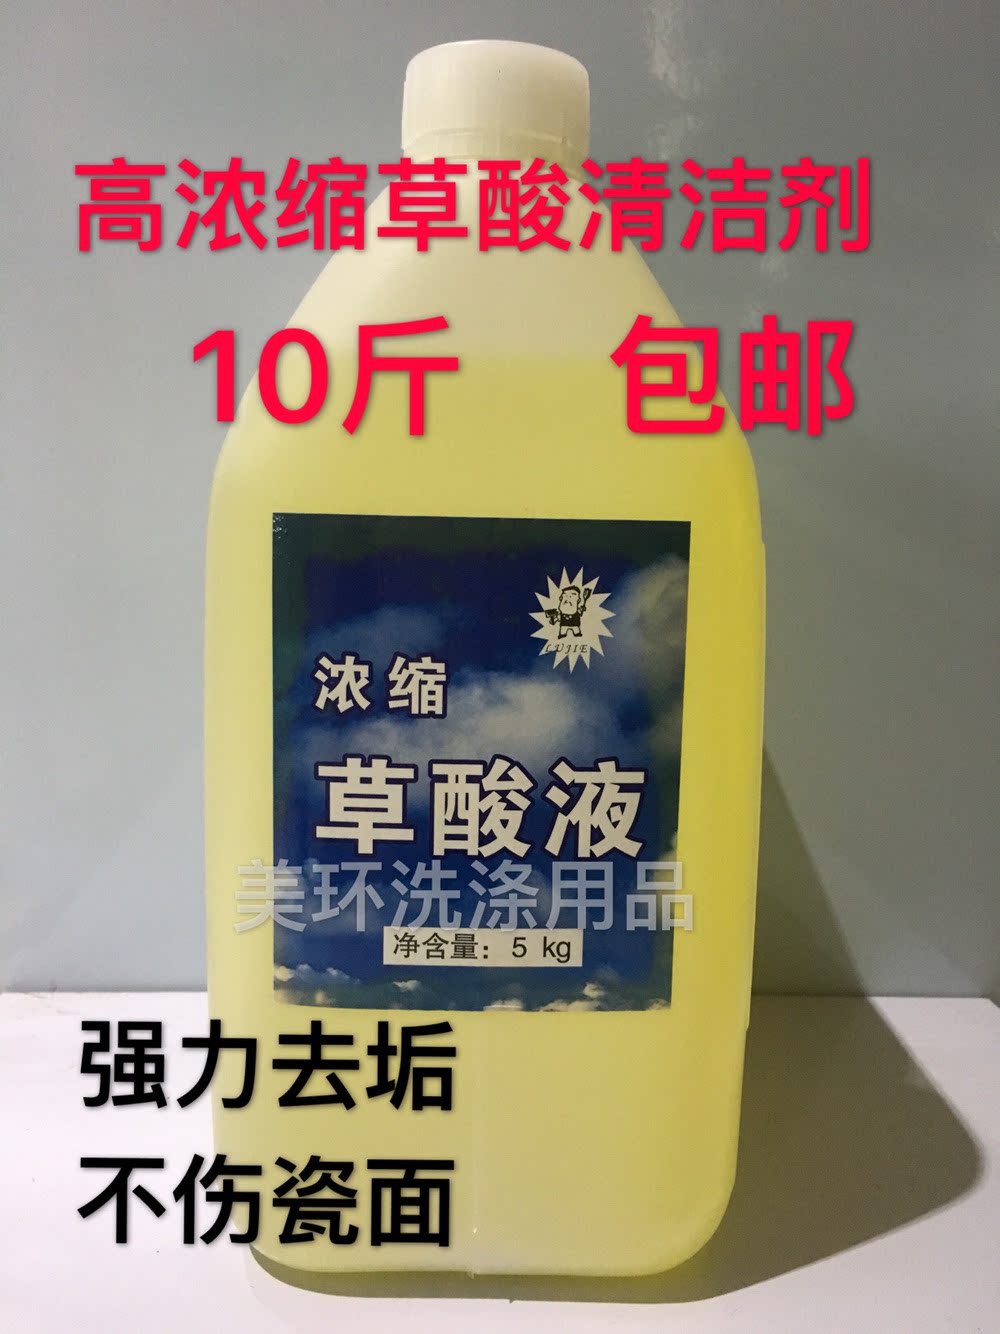 高浓缩草酸清洁剂
10斤 包邮
LUJIE
浓缩
草酸液
美环洗涤用品
净含量：5 kg
强力去垢
不伤瓷面